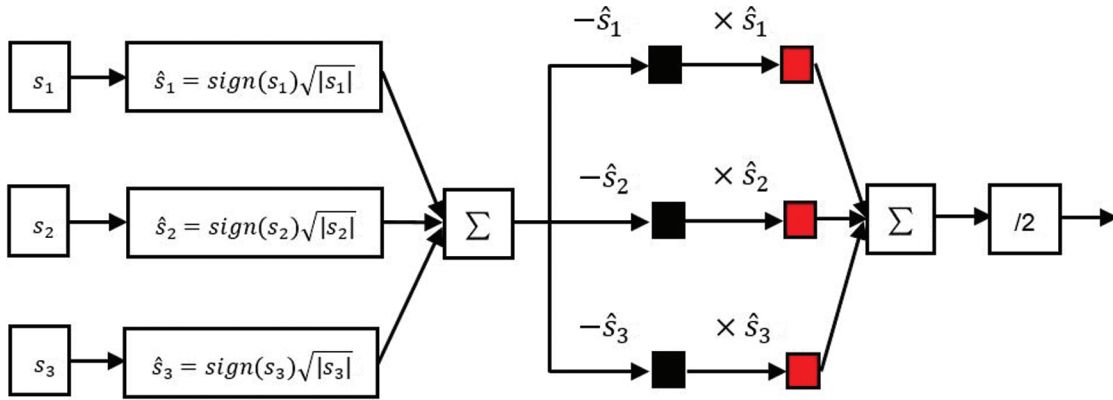 −ŝ₁ × ŝ₁
s₁ ŝ₁ = sign(s₁)√|s₁|
−ŝ₂ × ŝ₂
s₂ ŝ₂ = sign(s₂)√|s₂| Σ Σ /2
−ŝ₃ × ŝ₃
s₃ ŝ₃ = sign(s₃)√|s₃|